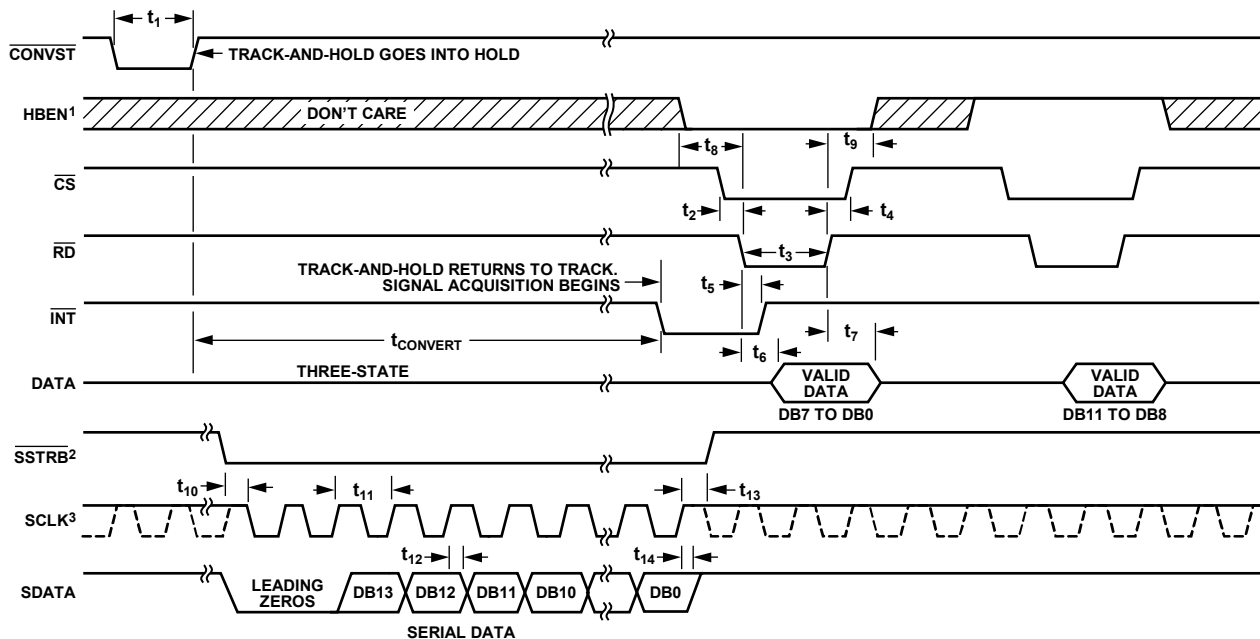 t1
CONVST
TRACK-AND-HOLD GOES INTO HOLD
HBEN1
DON'T CARE
t8
t9
CS
t2
t4
RD
t3
TRACK-AND-HOLD RETURNS TO TRACK.
SIGNAL ACQUISITION BEGINS
t5
INT
tCONVERT
t7
t6
DATA
THREE-STATE
VALID
DATA
VALID
DATA
DB7 TO DB0
DB11 TO DB8
SSTRB2
t10
t11
t13
SCLK3
t12
t14
SDATA
LEADING
ZEROS
DB13
DB12
DB11
DB10
DB0
SERIAL DATA